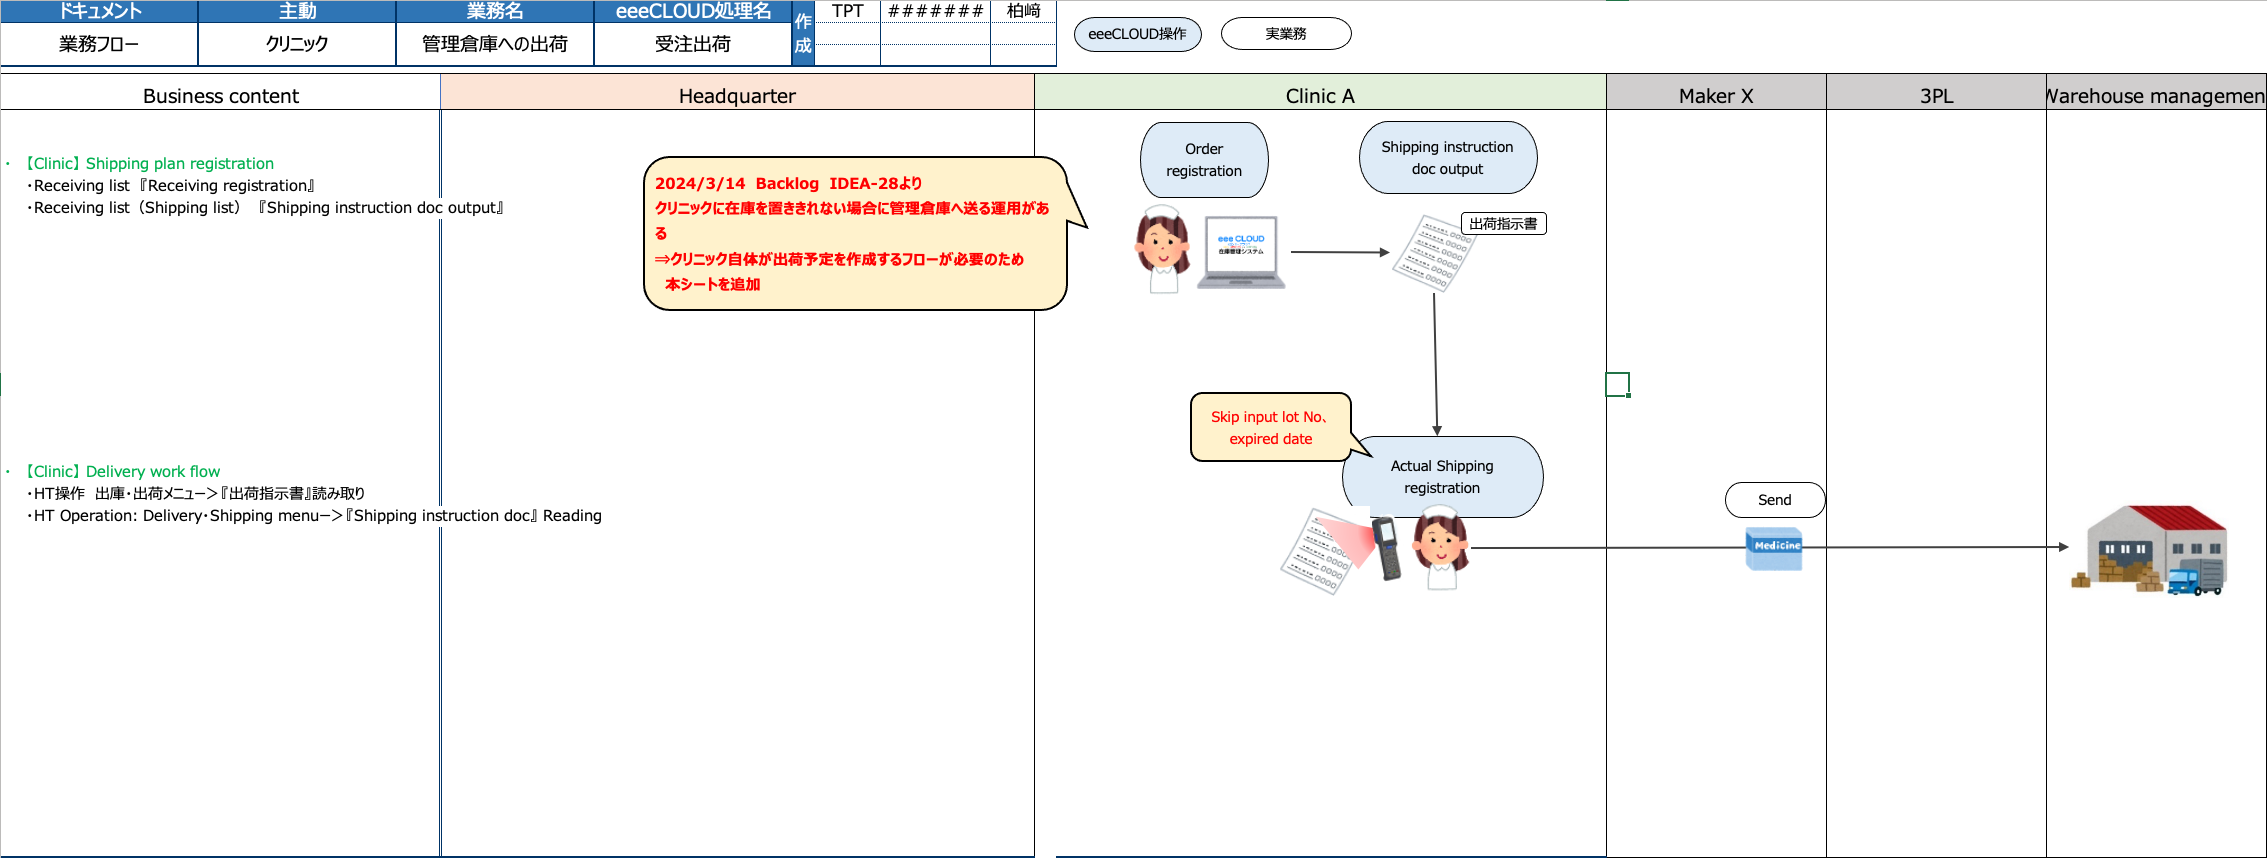 ドキュメント 主動 業務名 eeeCLOUD処理名 作成 TPT ####### 柏﨑
業務フロー クリニック 管理倉庫への出荷 受注出荷
eeeCLOUD操作 実業務
Business content Headquarter Clinic A Maker X 3PL Warehouse managemen
・ 【Clinic】Shipping plan registration
・Receiving list 『Receiving registration』
・Receiving list（Shipping list） 『Shipping instruction doc output』
2024/3/14 Backlog IDEA-28より
クリニックに在庫を置ききれない場合に管理倉庫へ送る運用があ
る
⇒クリニック自体が出荷予定を作成するフローが必要のため
本シートを追加
Order
registration
Shipping instruction
doc output
eee CLOUD
在庫管理システム
出荷指示書
Skip input lot No、
expired date
Actual Shipping
registration
・ 【Clinic】Delivery work flow
・HT操作 出庫・出荷メニュー＞『出荷指示書』読み取り
・HT Operation: Delivery・Shipping menu－＞『Shipping instruction doc』Reading
Send
Medicine